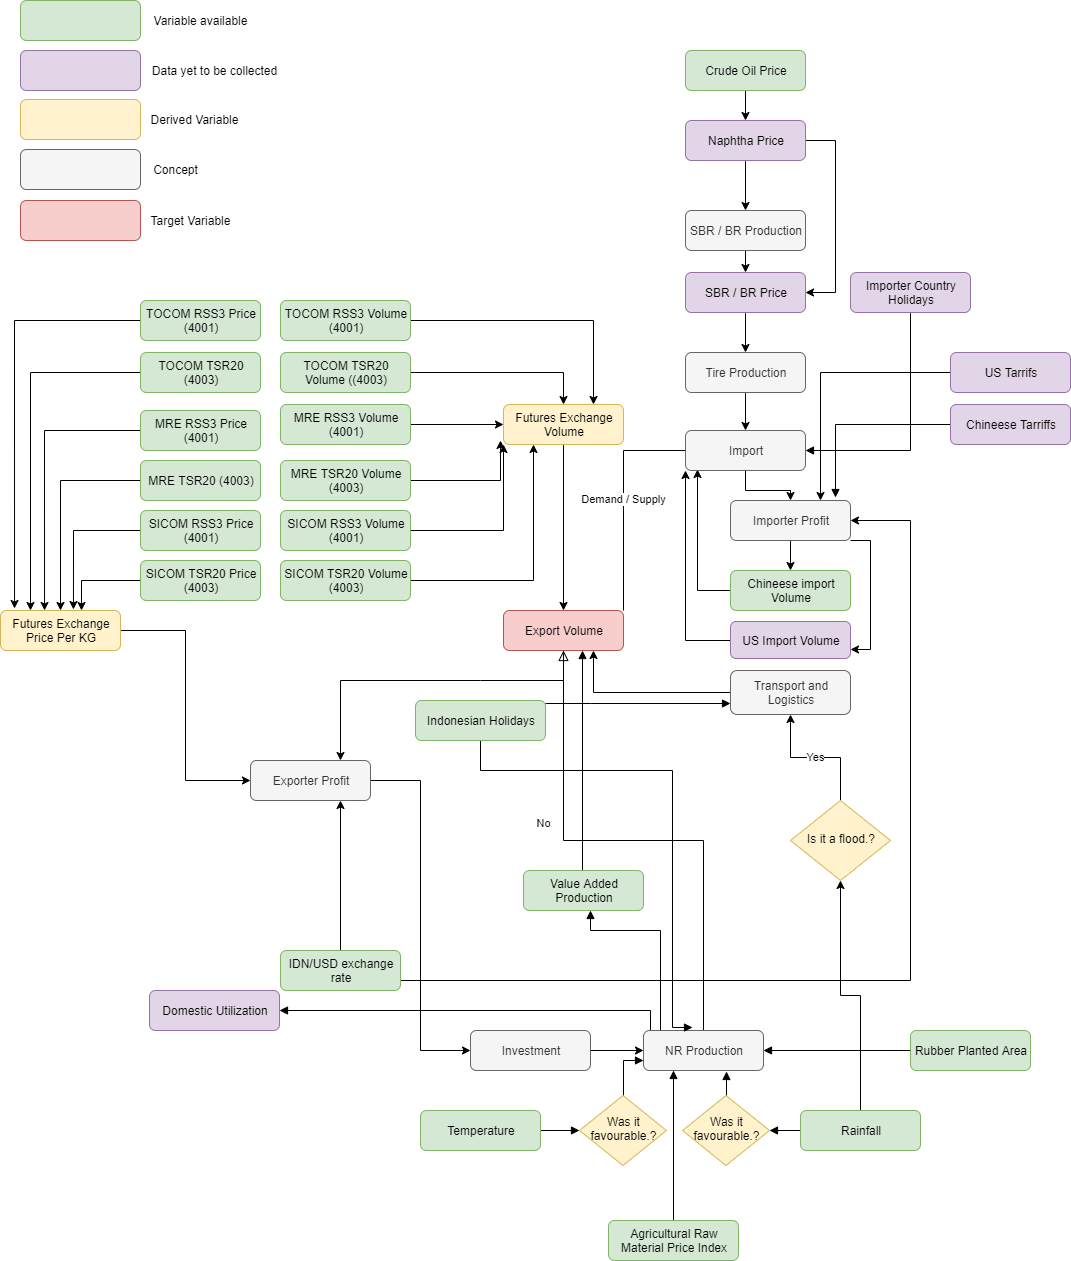 Variable available
Data yet to be collected
Derived Variable
Concept
Target Variable
Crude Oil Price
Naphtha Price
SBR / BR Production
SBR / BR Price
Importer Country
Holidays
TOCOM RSS3 Price
(4001)
TOCOM RSS3 Volume
(4001)
TOCOM TSR20
(4003)
TOCOM TSR20
Volume ((4003)
Tire Production
US Tarrifs
MRE RSS3 Price
(4001)
MRE RSS3 Volume
(4001)
Futures Exchange
Volume
Chineese Tarriffs
Import
MRE TSR20 (4003)
MRE TSR20 Volume
(4003)
Demand / Supply
SICOM RSS3 Price
(4001)
SICOM RSS3 Volume
(4001)
Importer Profit
SICOM TSR20 Price
(4003)
SICOM TSR20 Volume
(4003)
Chineese import
Volume
Futures Exchange
Price Per KG
Export Volume
US Import Volume
Transport and
Logistics
Indonesian Holidays
Yes
Exporter Profit
No
Is it a flood.?
Value Added
Production
IDN/USD exchange
rate
Domestic Utilization
Investment
NR Production
Rubber Planted Area
Temperature
Was it
favourable.?
Was it
favourable.?
Rainfall
Agricultural Raw
Material Price Index